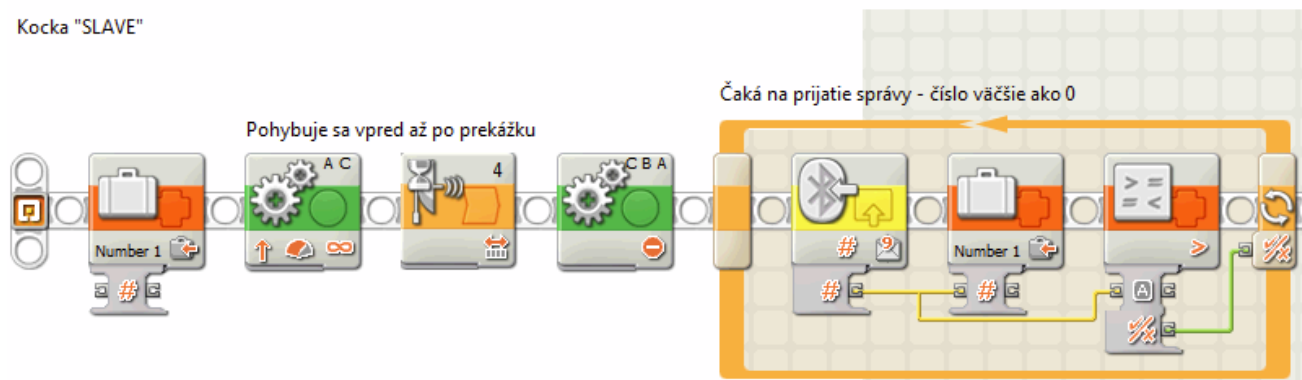 Kocka "SLAVE"
Čaká na prijatie správy - číslo väčšie ako 0
Pohybuje sa vpred až po prekážku
A C
4
C B A
Number 1
9
Number 1
> =
= <
>
#
#
#
#
A